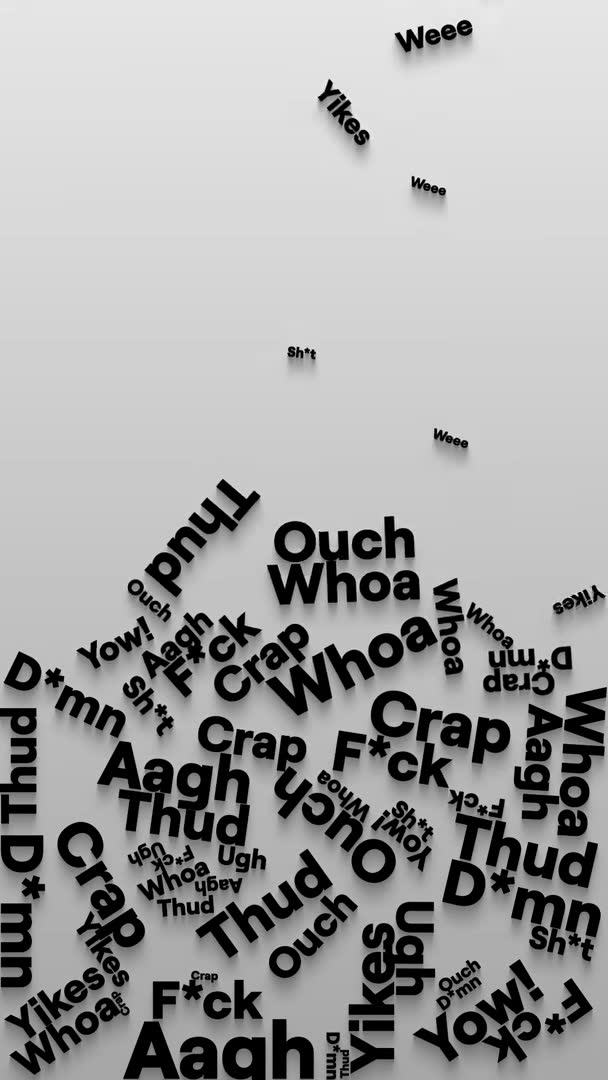 Weee
Yikes
Weee
Sh*t
Weee
Thud
Ouch
Whoa
Ouch
Yikes
Whoa
Whoa
Yow!
Aagh
F*ck
Crap
Whoa
D*mn
Crap
D*mn
Sh*t
Crap
Crap
F*ck
Whoa
Aagh
Thud
Aagh
Thud
Ouch
Whoa
Sh*t
Yow!
F*ck
Thud
D*mn
Crap
Ugh
F*ck
Ugh
Whoa
Aagh
Thud
Thud
D*mn
Ouch
Ugh
Sh*t
Yikes
Yikes
Crap
Crap
F*ck
Yikes
Whoa
Ouch
D*mn
Yow!
F*ck
Aagh
D*mn
Thud